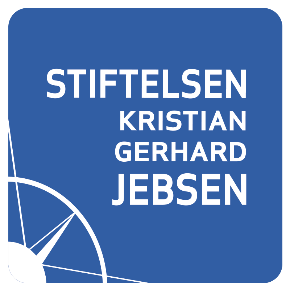 STIFTELSEN
KRISTIAN
GERHARD
JEBSEN